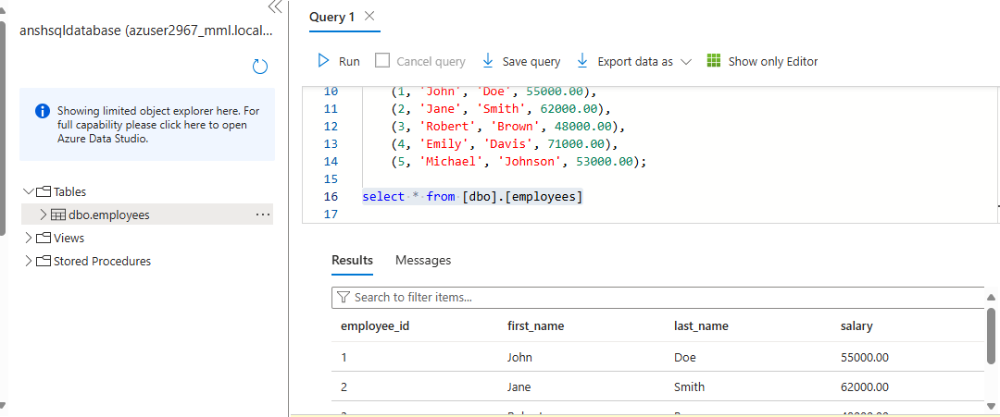 anshsqldatabase (azuser2967_mml.local...
Showing limited object explorer here. For
full capability please click here to open
Azure Data Studio.
Tables
dbo.employees
...
Views
Stored Procedures
Query 1
Run
Cancel query
Save query
Export data as
Show only Editor
10 (1, 'John', 'Doe', 55000.00),
11 (2, 'Jane', 'Smith', 62000.00),
12 (3, 'Robert', 'Brown', 48000.00),
13 (4, 'Emily', 'Davis', 71000.00),
14 (5, 'Michael', 'Johnson', 53000.00);
15
16 select * from [dbo].[employees]
17
Results Messages
Search to filter items...
employee_id first_name last_name salary
1 John Doe 55000.00
2 Jane Smith 62000.00